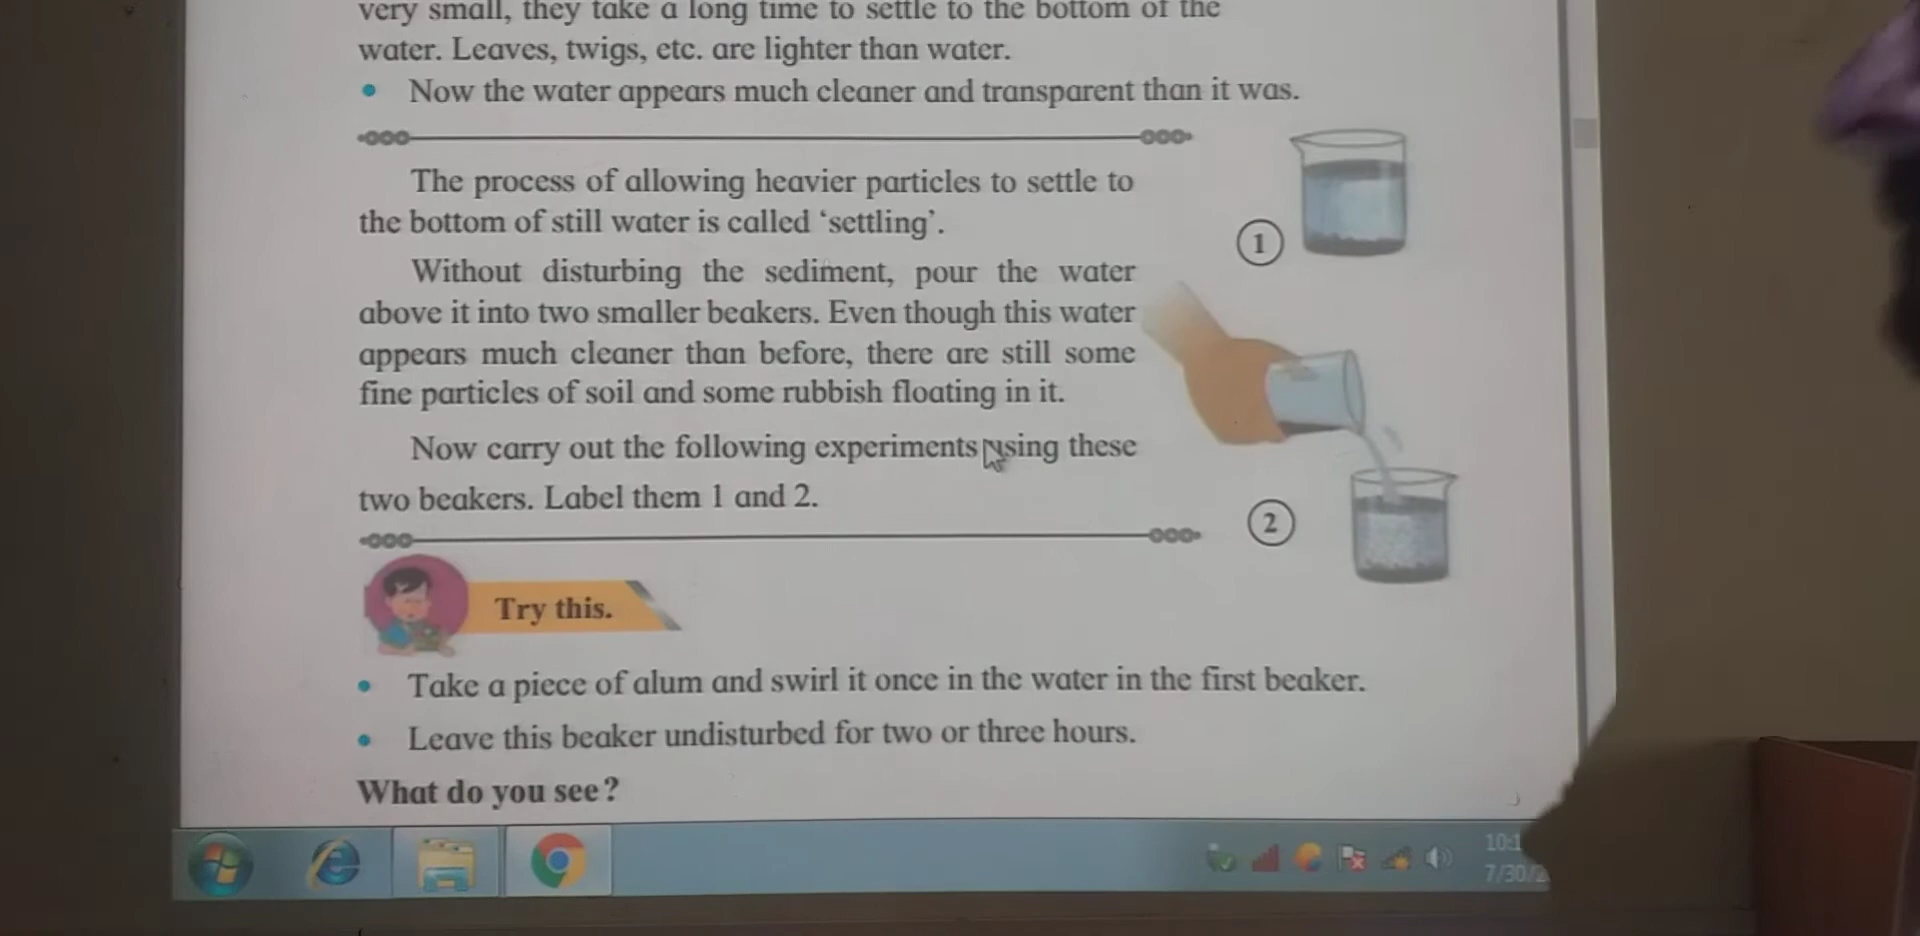 very small, they take a long time to settle to the bottom of the
water. Leaves, twigs, etc. are lighter than water.
• Now the water appears much cleaner and transparent than it was.
The process of allowing heavier particles to settle to
the bottom of still water is called ‘settling’.
1
Without disturbing the sediment, pour the water
above it into two smaller beakers. Even though this water
appears much cleaner than before, there are still some
fine particles of soil and some rubbish floating in it.
Now carry out the following experiments using these
two beakers. Label them 1 and 2.
2
Try this.
• Take a piece of alum and swirl it once in the water in the first beaker.
• Leave this beaker undisturbed for two or three hours.
What do you see?
10:1
7/30/2